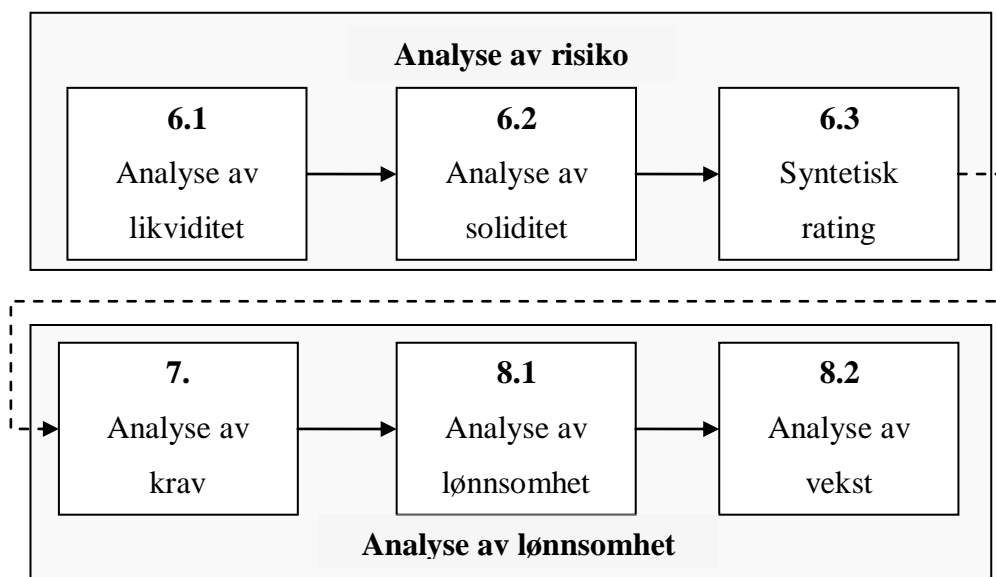 Analyse av risiko
6.1
Analyse av
likviditet
6.2
Analyse av
soliditet
6.3
Syntetisk
rating
7.
Analyse av
krav
8.1
Analyse av
lønnsomhet
8.2
Analyse av
vekst
Analyse av lønnsomhet